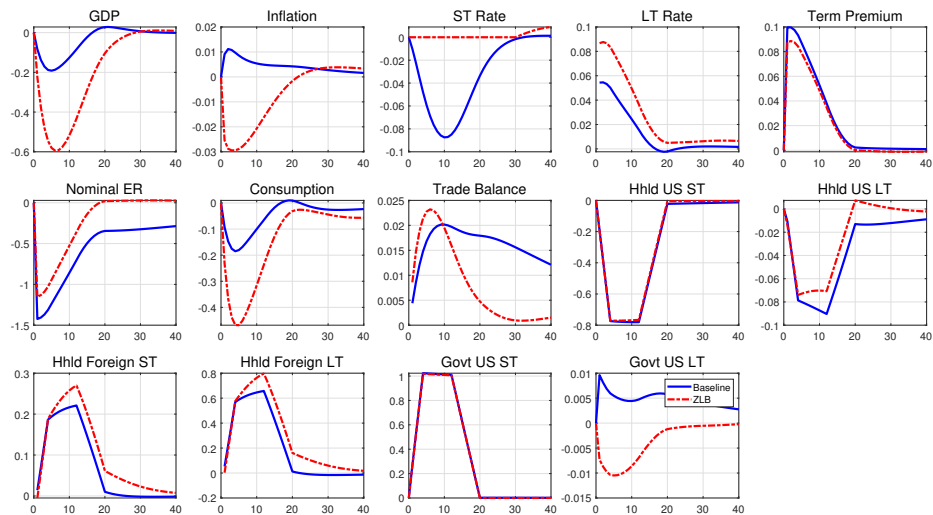 GDP
0
-0.2
-0.4
-0.6
0 10 20 30 40
Inflation
0.02
0.01
0
-0.01
-0.02
-0.03
0 10 20 30 40
ST Rate
0
-0.02
-0.04
-0.06
-0.08
-0.1
0 10 20 30 40
LT Rate
0.1
0.08
0.06
0.04
0.02
0
0 10 20 30 40
Term Premium
0.1
0.08
0.06
0.04
0.02
0
0 10 20 30 40
Nominal ER
0
-0.5
-1
-1.5
0 10 20 30 40
Consumption
0
-0.1
-0.2
-0.3
-0.4
0 10 20 30 40
Trade Balance
0.025
0.02
0.015
0.01
0.005
0
0 10 20 30 40
Hhld US ST
0
-0.2
-0.4
-0.6
-0.8
0 10 20 30 40
Hhld US LT
0
-0.02
-0.04
-0.06
-0.08
-0.1
0 10 20 30 40
Hhld Foreign ST
0.3
0.2
0.1
0
0 10 20 30 40
Hhld Foreign LT
0.8
0.6
0.4
0.2
0
-0.2
0 10 20 30 40
Govt US ST
1
0.8
0.6
0.4
0.2
0
0 10 20 30 40
Govt US LT
0.01
0.005
0
-0.005
-0.01
-0.015
0 10 20 30 40
Baseline
ZLB